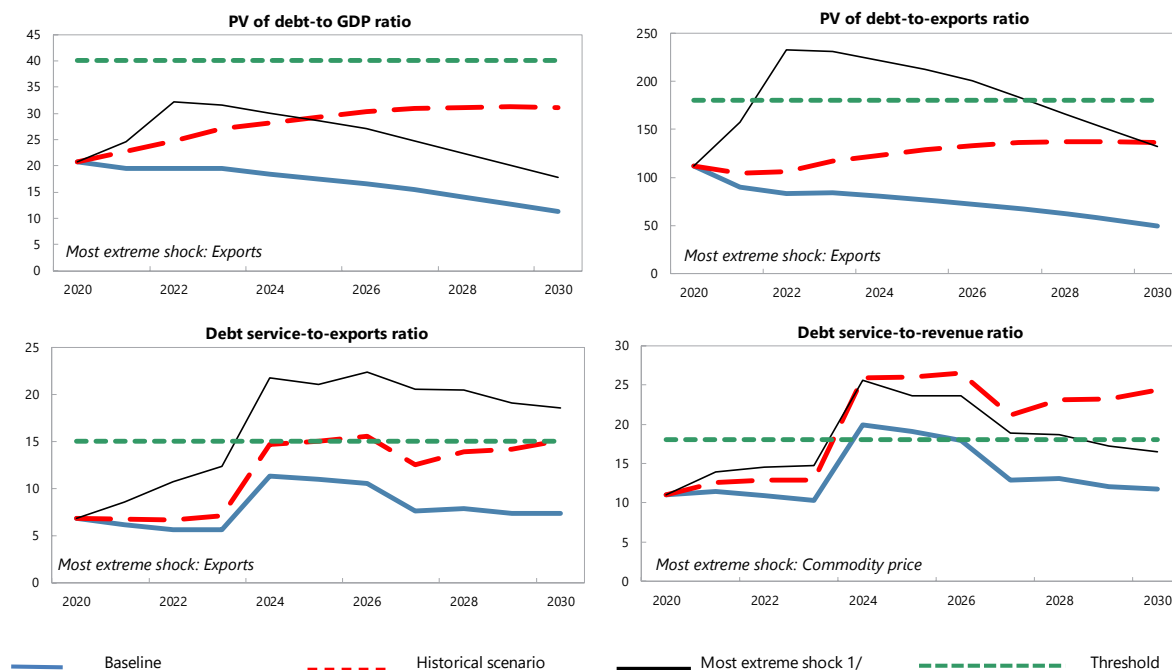 PV of debt-to GDP ratio
45
40
35
30
25
20
15
10
5
0
Most extreme shock: Exports
2020 2022 2024 2026 2028 2030
PV of debt-to-exports ratio
250
200
150
100
50
0
Most extreme shock: Exports
2020 2022 2024 2026 2028 2030
Debt service-to-exports ratio
25
20
15
10
5
0
Most extreme shock: Exports
2020 2022 2024 2026 2028 2030
Debt service-to-revenue ratio
30
25
20
15
10
5
0
Most extreme shock: Commodity price
2020 2022 2024 2026 2028 2030
Baseline Historical scenario Most extreme shock 1/ Threshold